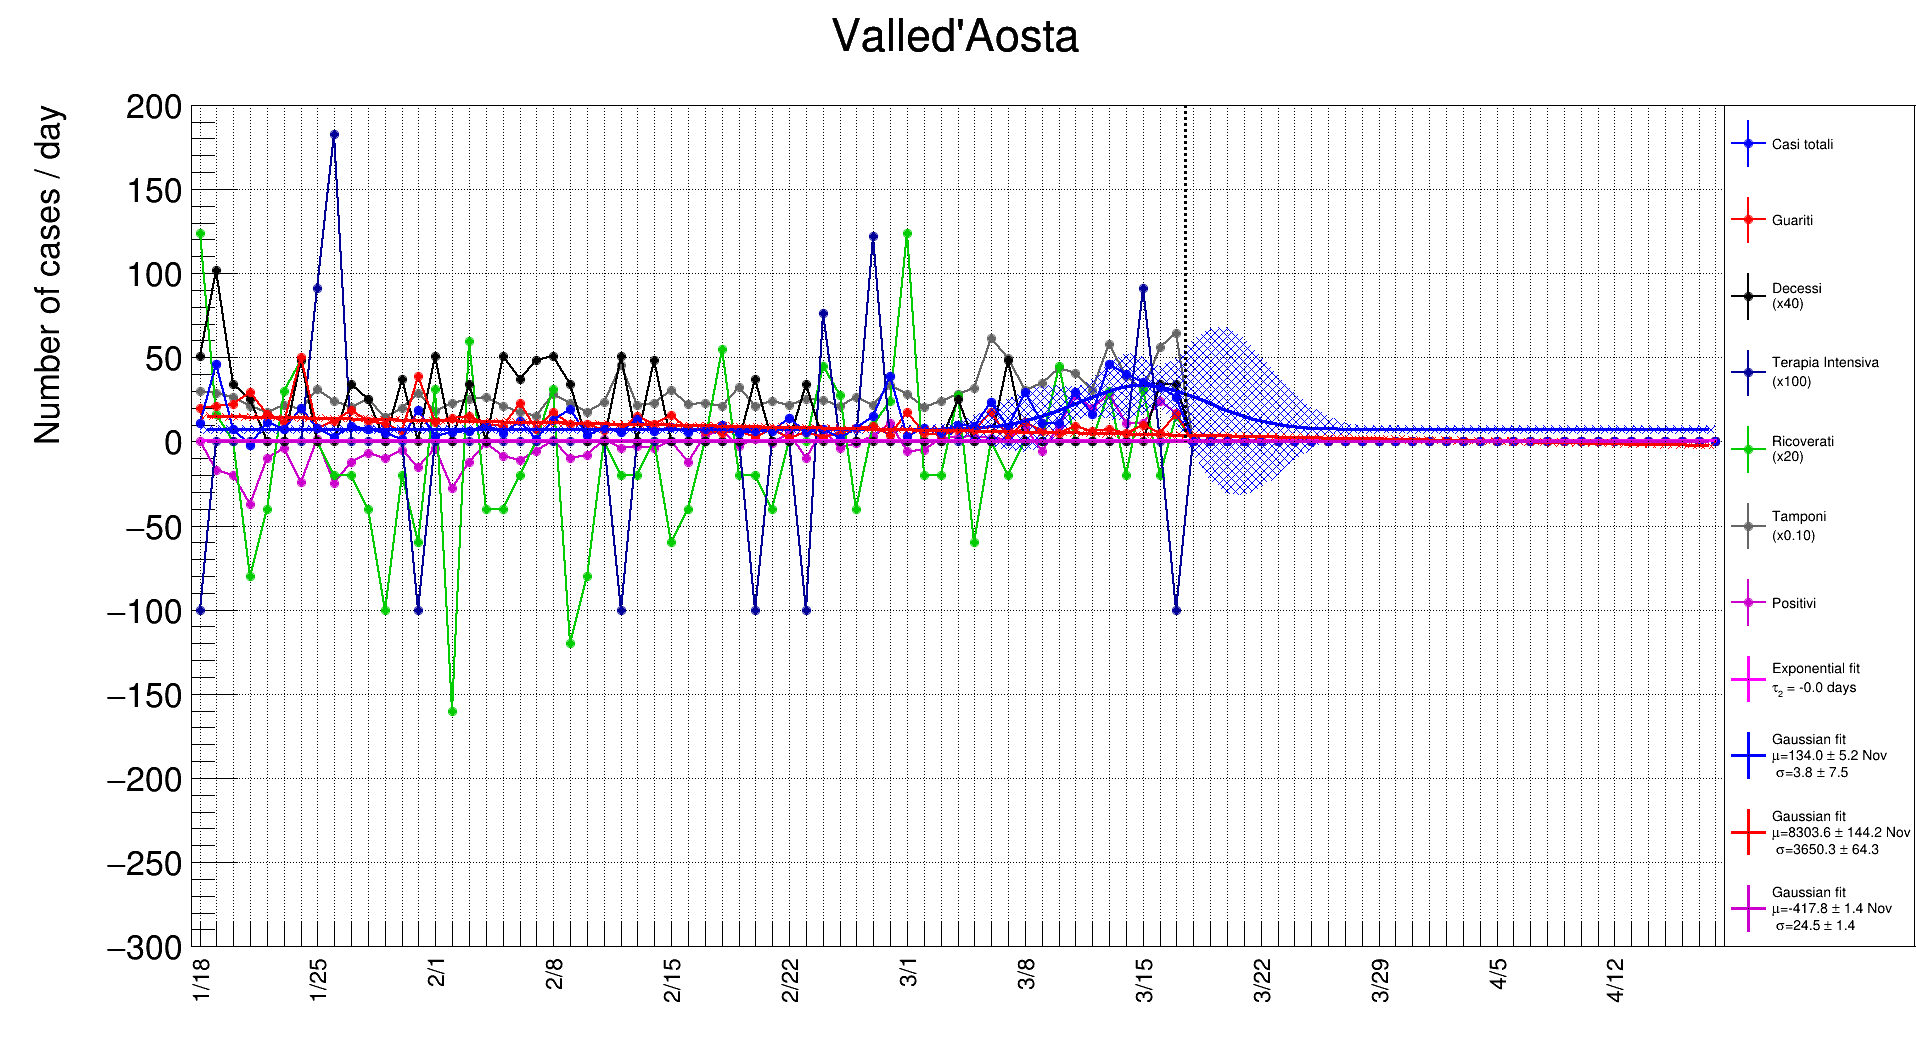 Valled'Aosta
Number of cases / day
200
150
100
50
0
−50
−100
−150
−200
−250
−300
1/18
1/25
2/1
2/8
2/15
2/22
3/1
3/8
3/15
3/22
3/29
4/5
4/12
Casi totali
Guariti
Decessi
(x40)
Terapia Intensiva
(x100)
Ricoverati
(x20)
Tamponi
(x0.10)
Positivi
Exponential fit
τ2 = -0.0 days
Gaussian fit
μ=134.0 ± 5.2 Nov
σ=3.8 ± 7.5
Gaussian fit
μ=8303.6 ± 144.2 Nov
σ=3650.3 ± 64.3
Gaussian fit
μ=-417.8 ± 1.4 Nov
σ=24.5 ± 1.4